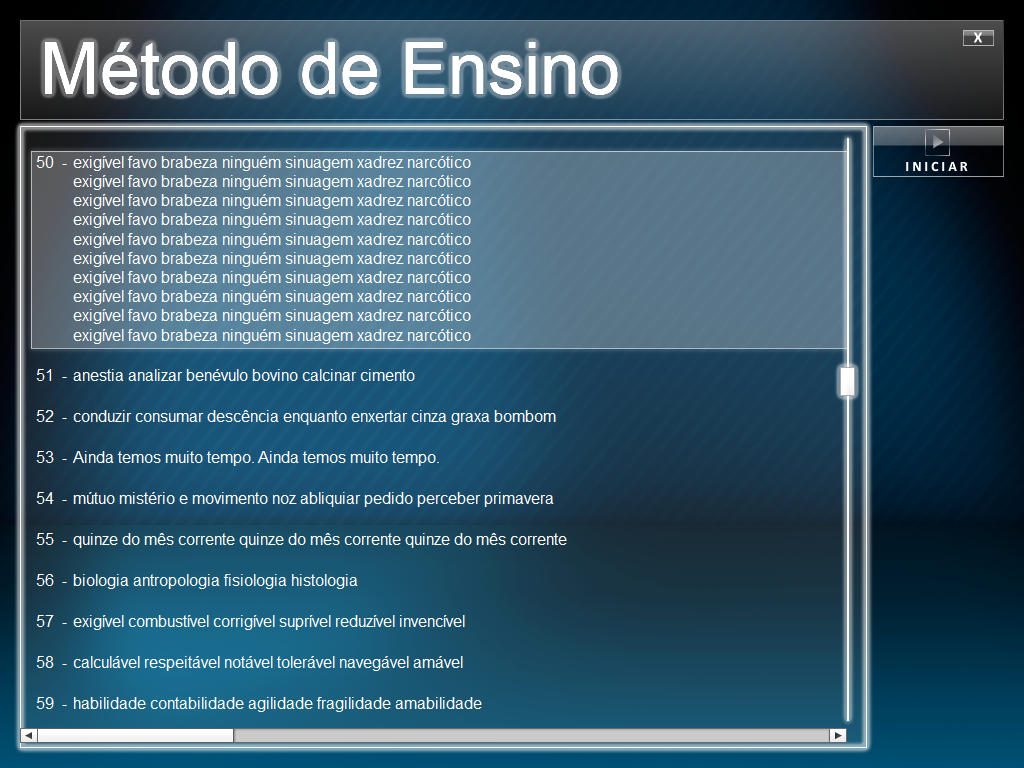 Método de Ensino
X
INICIAR
50 - exigível favo brabeza ninguém sinuagem xadrez narcótico
exigível favo brabeza ninguém sinuagem xadrez narcótico
exigível favo brabeza ninguém sinuagem xadrez narcótico
exigível favo brabeza ninguém sinuagem xadrez narcótico
exigível favo brabeza ninguém sinuagem xadrez narcótico
exigível favo brabeza ninguém sinuagem xadrez narcótico
exigível favo brabeza ninguém sinuagem xadrez narcótico
exigível favo brabeza ninguém sinuagem xadrez narcótico
exigível favo brabeza ninguém sinuagem xadrez narcótico
exigível favo brabeza ninguém sinuagem xadrez narcótico
51 - anestia analizar benévulo bovino calcinar cimento
52 - conduzir consumar descência enquanto enxertar cinza graxa bombom
53 - Ainda temos muito tempo. Ainda temos muito tempo.
54 - mútuo mistério e movimento noz abliquiar pedido perceber primavera
55 - quinze do mês corrente quinze do mês corrente quinze do mês corrente
56 - biologia antropologia fisiologia histologia
57 - exigível combustível corrigível suprível reduzível invencível
58 - calculável respeitável notável tolerável navegável amável
59 - habilidade contabilidade agilidade fragilidade amabilidade